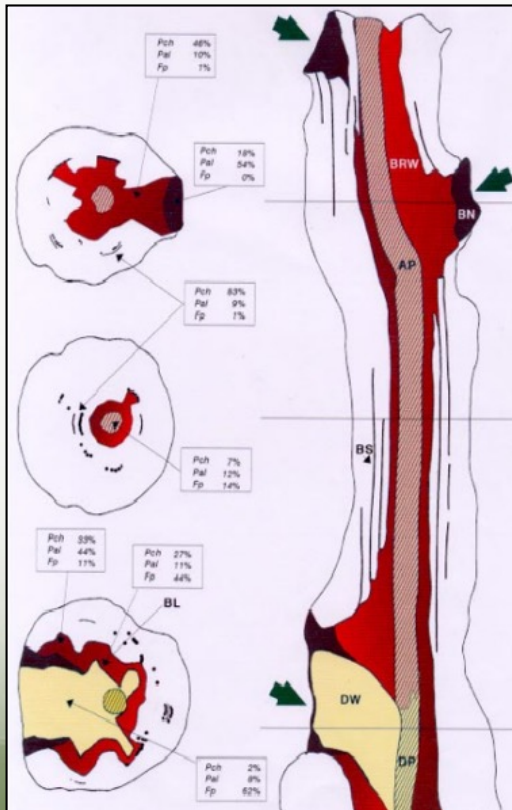 Pch 46%
Pal 10%
Fp 1%
Pch 18%
Pal 54%
Fp 0%
Pch 63%
Pal 9%
Fp 1%
Pch 7%
Pal 12%
Fp 14%
Pch 33%
Pal 44%
Fp 11%
Pch 27%
Pal 11%
Fp 44%
BL
Pch 2%
Pal 8%
Fp 62%
BRW
BN
AP
BS
DW
DP